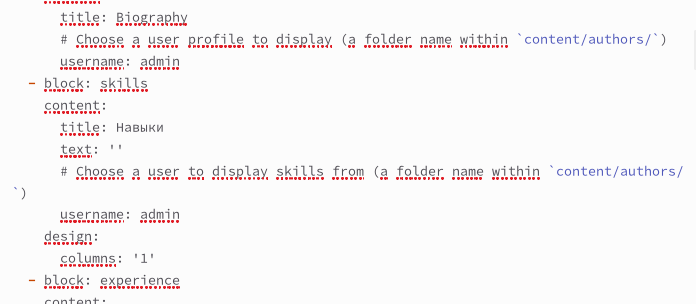 title: Biography
# Choose a user profile to display (a folder name within `content/authors/`)
username: admin
- block: skills
content:
title: Навыки
text: ''
# Choose a user to display skills from (a folder name within `content/authors/
`)
username: admin
design:
columns: '1'
- block: experience
content: